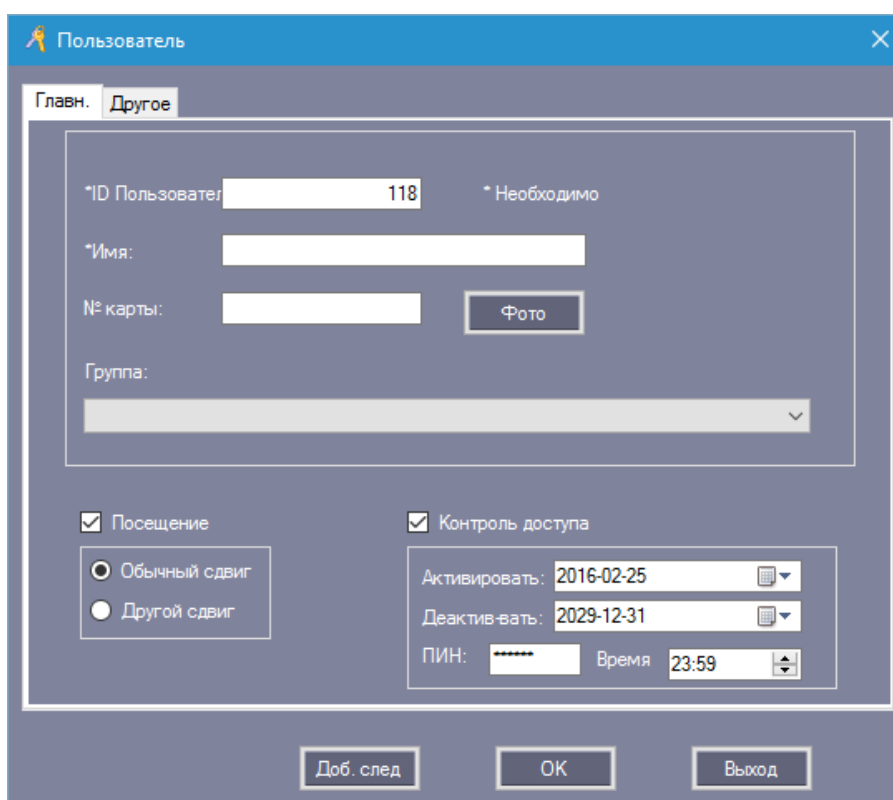 Пользователь
Главн. Другое
*ID Пользовател 118 * Необходимо
*Имя:
№ карты: Фото
Группа:
Посещение Контроль доступа
Обычный сдвиг Активировать: 2016-02-25
Другой сдвиг Деактив-вать: 2029-12-31
ПИН: ****** Время 23:59
Доб. след OK Выход